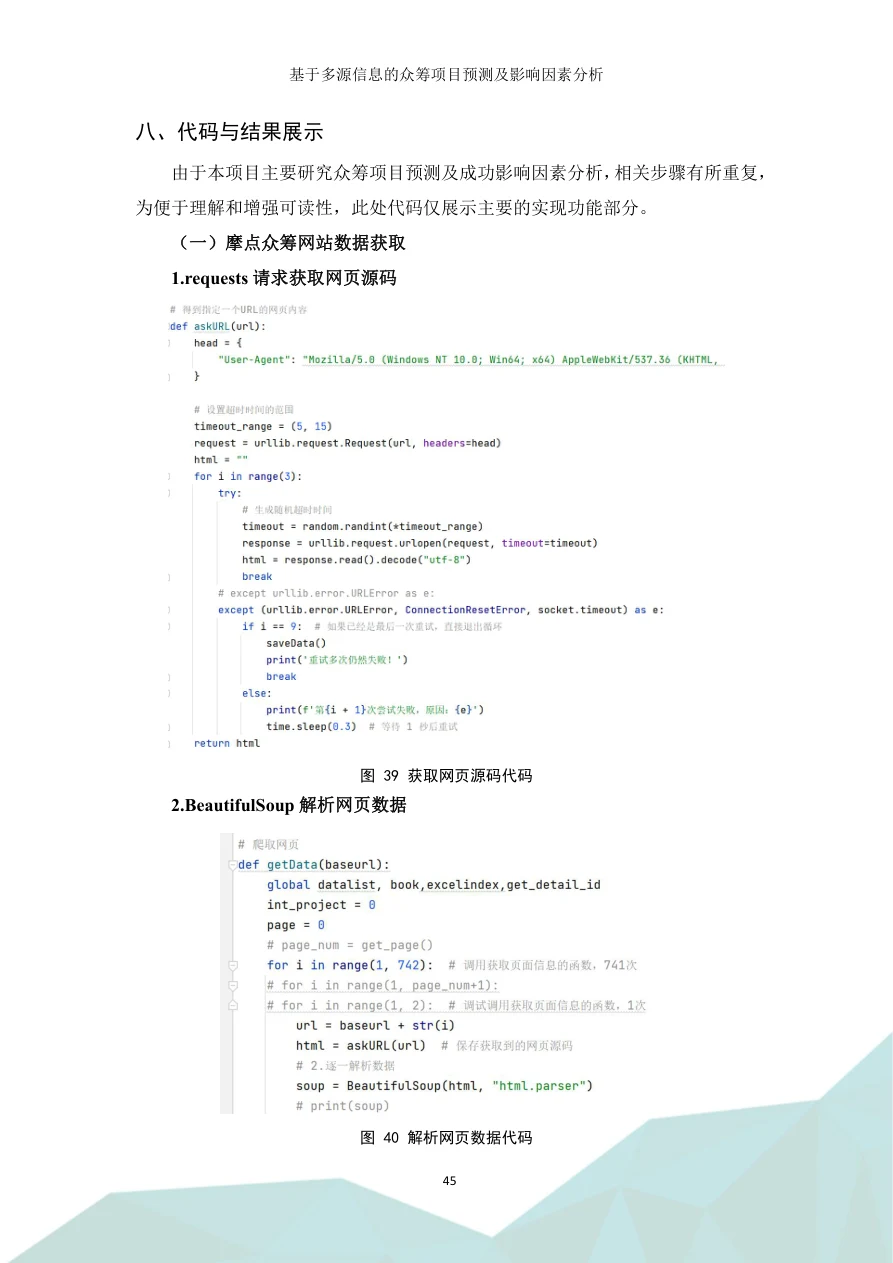 基于多源信息的众筹项目预测及影响因素分析
八、代码与结果展示
由于本项目主要研究众筹项目预测及成功影响因素分析，相关步骤有所重复，
为便于理解和增强可读性，此处代码仅展示主要的实现功能部分。
（一）摩点众筹网站数据获取
1.requests 请求获取网页源码
# 得到指定一个URL的网页内容
def askURL(url):
    head = {
        "User-Agent": "Mozilla/5.0 (Windows NT 10.0; Win64; x64) AppleWebKit/537.36 (KHTML,
    }
    # 设置超时时间的范围
    timeout_range = (5, 15)
    request = urllib.request.Request(url, headers=head)
    html = ""
    for i in range(3):
        try:
            # 生成随机超时时间
            timeout = random.randint(*timeout_range)
            response = urllib.request.urlopen(request, timeout=timeout)
            html = response.read().decode("utf-8")
            break
        # except urllib.error.URLError as e:
        except (urllib.error.URLError, ConnectionResetError, socket.timeout) as e:
            if i == 9:  # 如果已经是最后一次重试，直接退出循环
                saveData()
                print('重试多次仍然失败！')
                break
            else:
                print(f'第{i + 1}次尝试失败，原因：{e}')
                time.sleep(0.3)  # 等待 1 秒后重试
    return html
图 39 获取网页源码代码
2.BeautifulSoup 解析网页数据
# 爬取网页
def getData(baseurl):
    global datalist, book,excelindex,get_detail_id
    int_project = 0
    page = 0
    # page_num = get_page()
    for i in range(1, 742):  # 调用获取页面信息的函数，741次
    # for i in range(1, page_num+1):
    # for i in range(1, 2):  # 调试调用获取页面信息的函数，1次
        url = baseurl + str(i)
        html = askURL(url)  # 保存获取到的网页源码
        # 2.逐一解析数据
        soup = BeautifulSoup(html, "html.parser")
        # print(soup)
图 40 解析网页数据代码
45